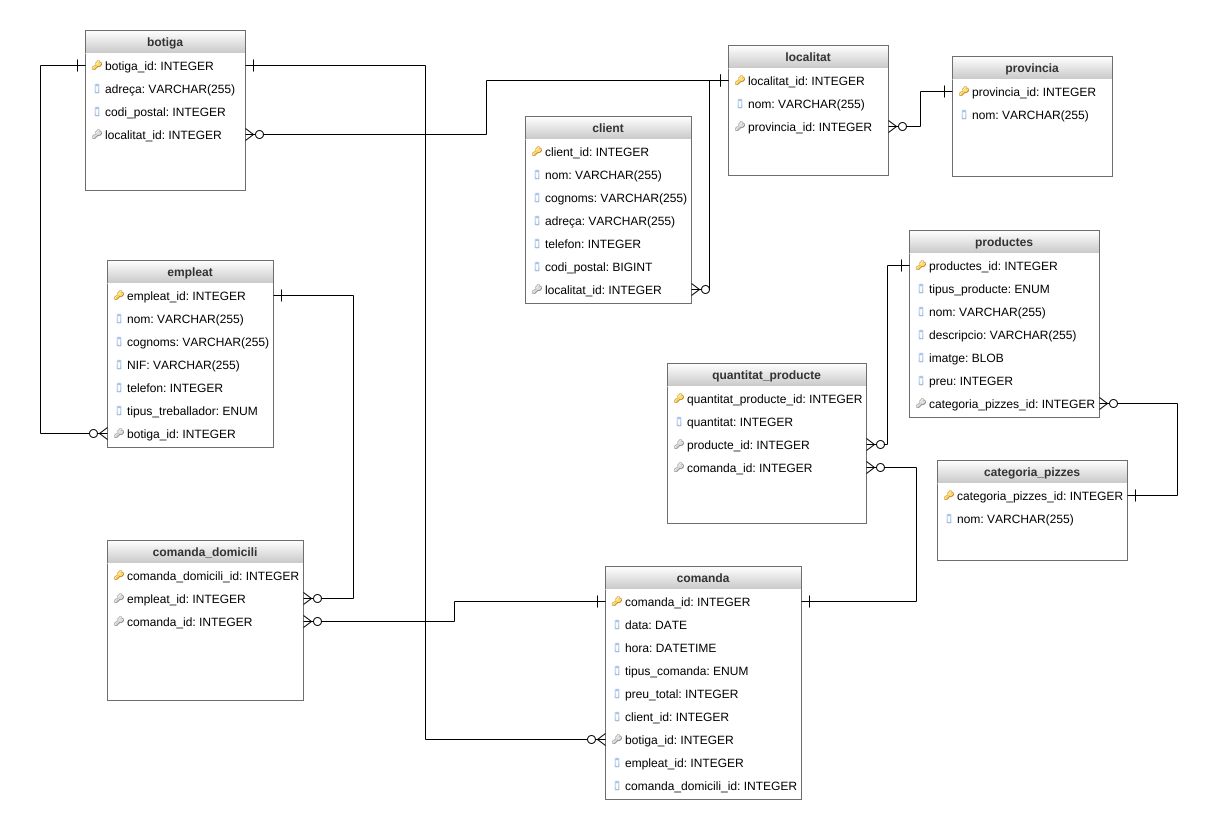 botiga
botiga_id: INTEGER
adreça: VARCHAR(255)
codi_postal: INTEGER
localitat_id: INTEGER
localitat
localitat_id: INTEGER
nom: VARCHAR(255)
provincia_id: INTEGER
provincia
provincia_id: INTEGER
nom: VARCHAR(255)
client
client_id: INTEGER
nom: VARCHAR(255)
cognoms: VARCHAR(255)
adreça: VARCHAR(255)
telefon: INTEGER
codi_postal: BIGINT
localitat_id: INTEGER
empleat
empleat_id: INTEGER
nom: VARCHAR(255)
cognoms: VARCHAR(255)
NIF: VARCHAR(255)
telefon: INTEGER
tipus_treballador: ENUM
botiga_id: INTEGER
productes
productes_id: INTEGER
tipus_producte: ENUM
nom: VARCHAR(255)
descripcio: VARCHAR(255)
imatge: BLOB
preu: INTEGER
categoria_pizzes_id: INTEGER
quantitat_producte
quantitat_producte_id: INTEGER
quantitat: INTEGER
producte_id: INTEGER
comanda_id: INTEGER
categoria_pizzes
categoria_pizzes_id: INTEGER
nom: VARCHAR(255)
comanda_domicili
comanda_domicili_id: INTEGER
empleat_id: INTEGER
comanda_id: INTEGER
comanda
comanda_id: INTEGER
data: DATE
hora: DATETIME
tipus_comanda: ENUM
preu_total: INTEGER
client_id: INTEGER
botiga_id: INTEGER
empleat_id: INTEGER
comanda_domicili_id: INTEGER